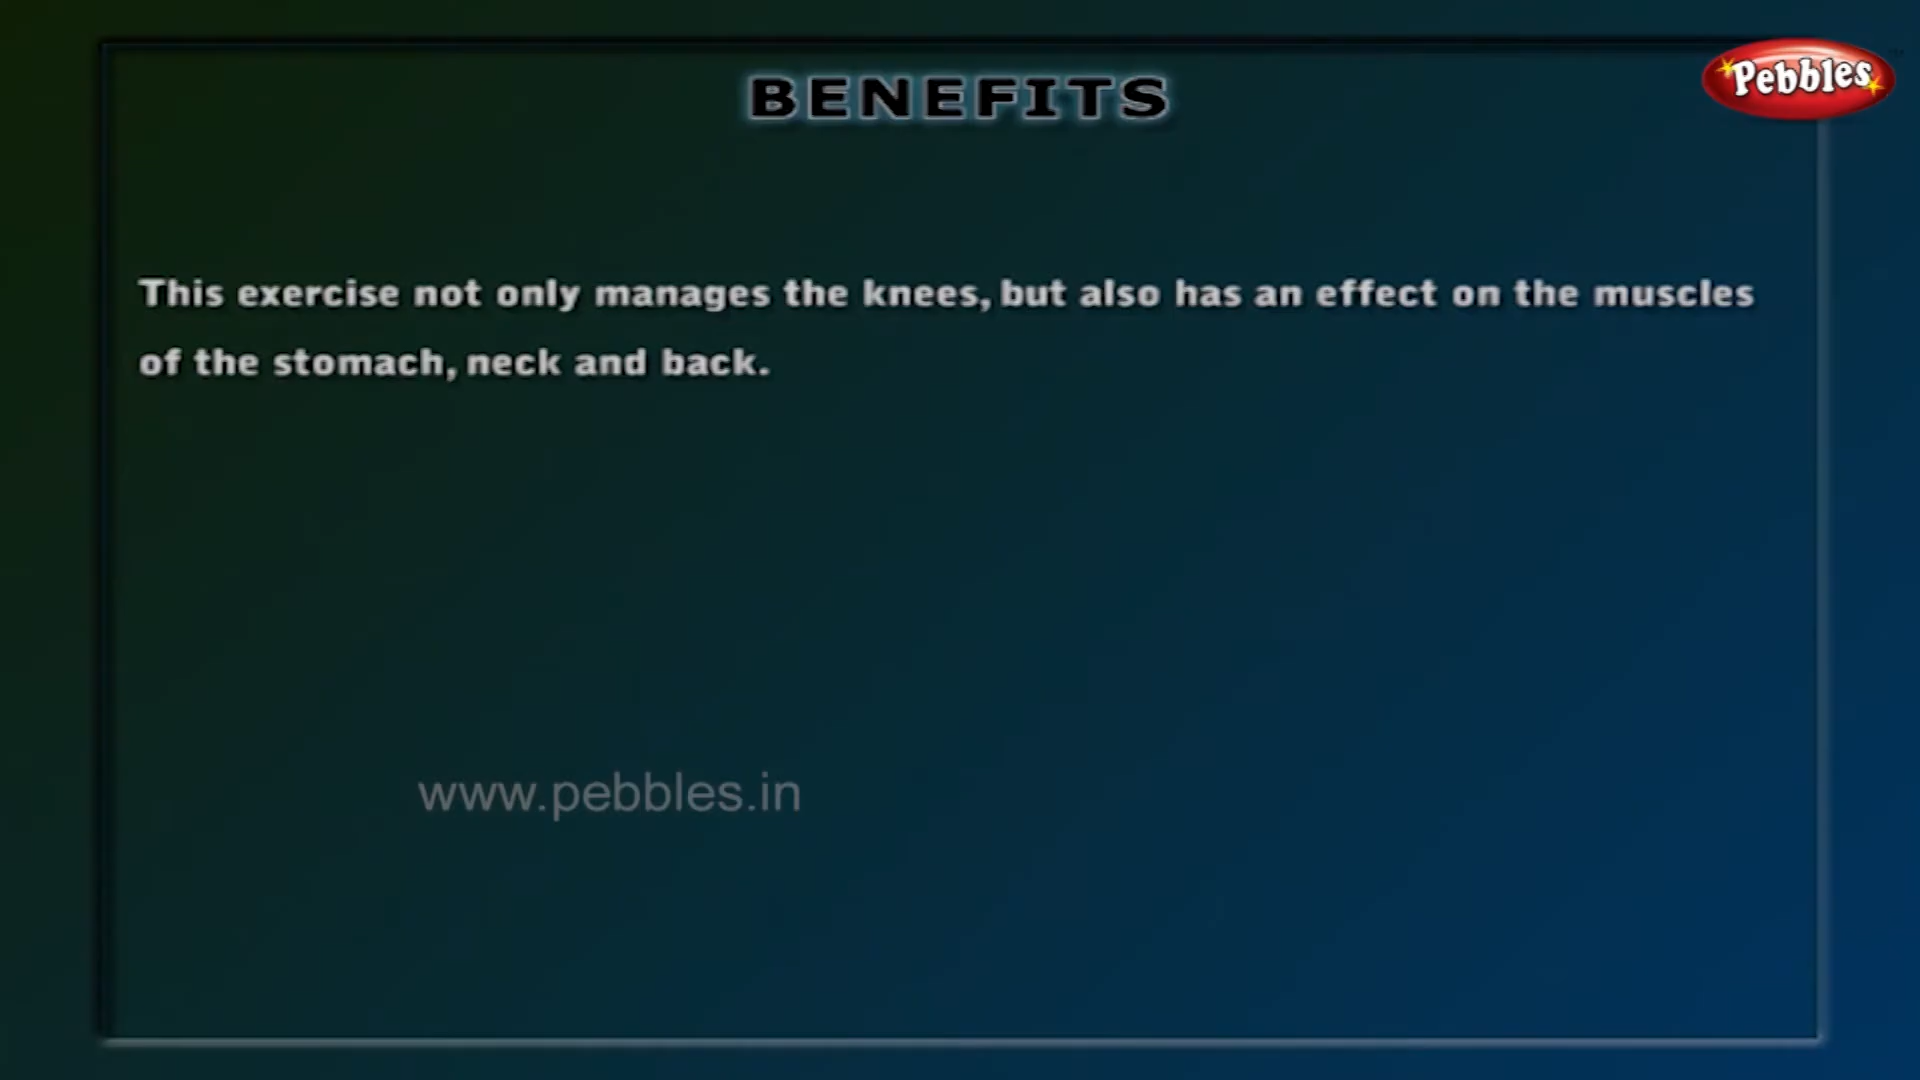 BENEFITS
Pebbles
This exercise not only manages the knees, but also has an effect on the muscles
of the stomach, neck and back.
www.pebbles.in